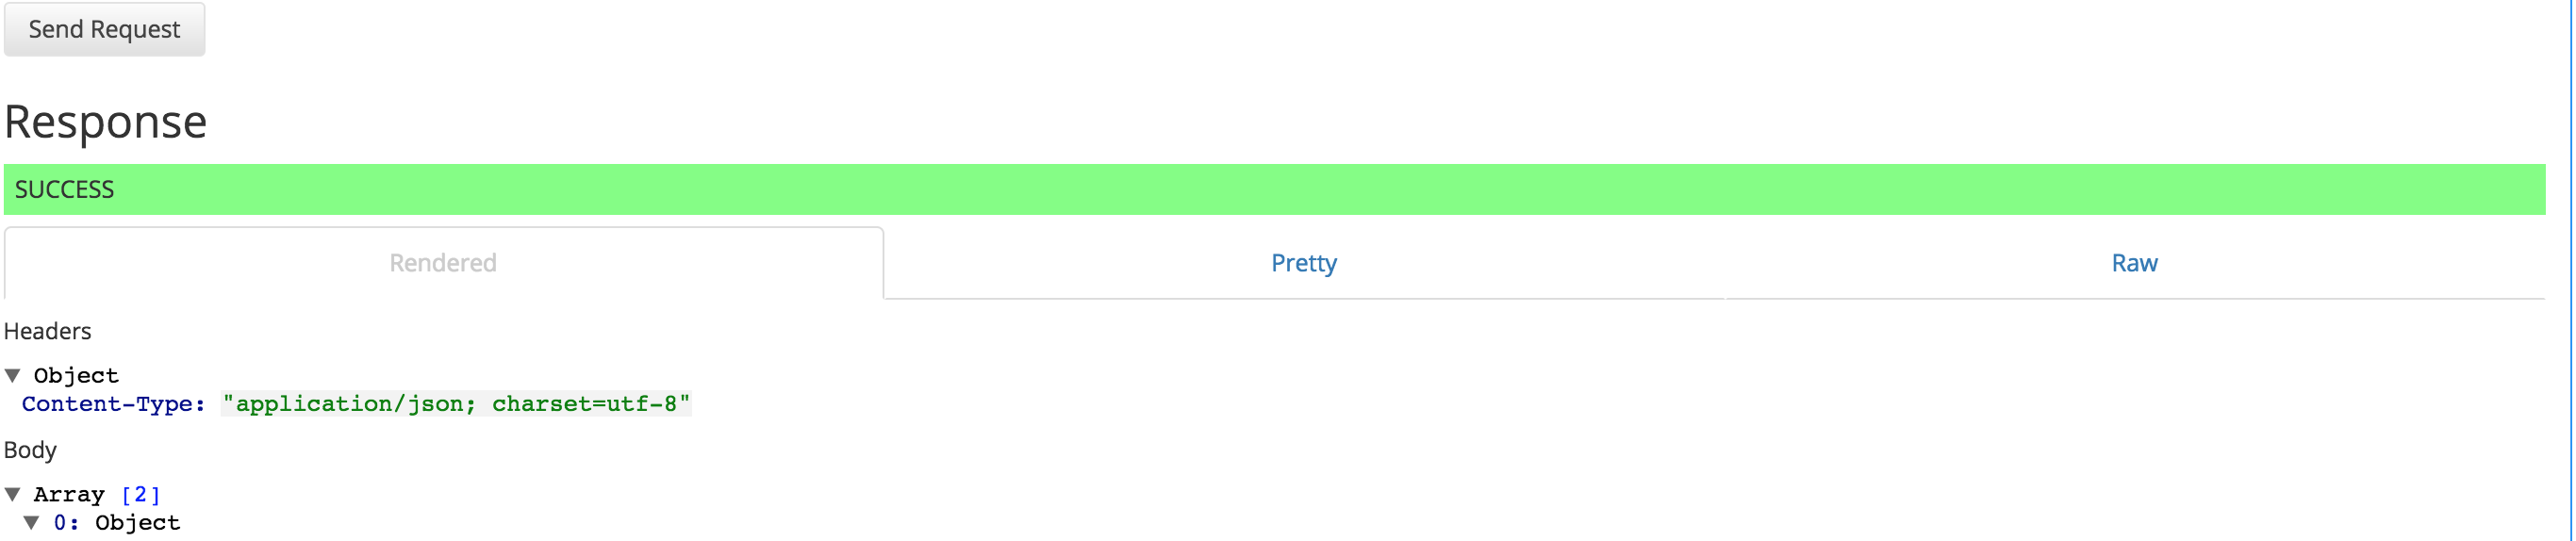 Send Request
Response
SUCCESS
Rendered Pretty Raw
Headers
▼ Object
Content-Type: "application/json; charset=utf-8"
Body
▼ Array [2]
▼ 0: Object